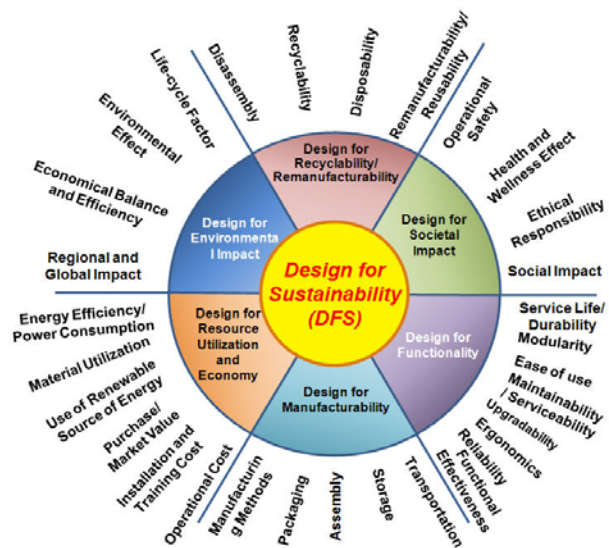 Design for
Sustainability
(DFS)
Design for
Recyclability/
Remanufacturability
Disassembly
Recyclability
Disposability
Remanufacturability/
Reusability
Design for
Societal
Impact
Operational
Safety
Health and
Wellness Effect
Ethical
Responsibility
Social Impact
Design for
Functionality
Service Life/
Durability
Modularity
Ease of use
Maintainability
/ Serviceability
Upgradability
Ergonomics
Reliability
Functional
Effectiveness
Design for
Manufacturability
Transportation
Storage
Assembly
Packaging
Manufacturin
g Methods
Design for
Resource
Utilization and
Economy
Operational Cost
Installation and
Training Cost
Purchase/
Market Value
Use of Renewable
Source of Energy
Material Utilization
Energy Efficiency/
Power Consumption
Design for
Environmenta
l Impact
Regional and
Global Impact
Economical Balance
and Efficiency
Environmental
Effect
Life-cycle Factor